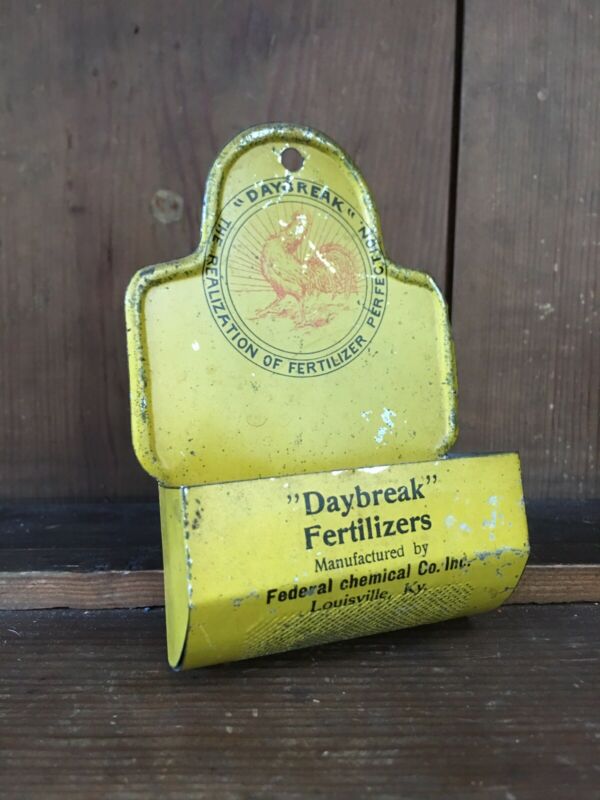 "DAYBREAK"
THE REALIZATION OF FERTILIZER PERFECTION.
"Daybreak"
Fertilizers
Manufactured by
Federal chemical Co. Inc.
Louisville, Ky.